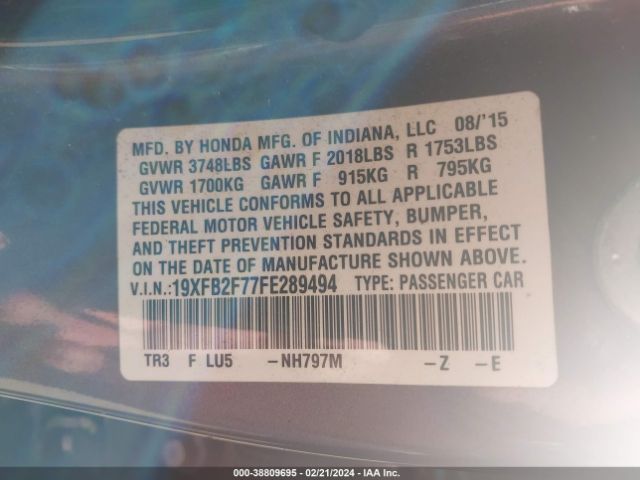 MFD. BY HONDA MFG. OF INDIANA, LLC 08/'15
GVWR 3748LBS GAWR F 2018LBS R 1753LBS
GVWR 1700KG GAWR F 915KG R 795KG
THIS VEHICLE CONFORMS TO ALL APPLICABLE
FEDERAL MOTOR VEHICLE SAFETY, BUMPER,
AND THEFT PREVENTION STANDARDS IN EFFECT
ON THE DATE OF MANUFACTURE SHOWN ABOVE.
V.I.N.:19XFB2F77FE289494 TYPE: PASSENGER CAR
TR3 F LU5 -NH797M -Z -E
000-38809695 - 02/21/2024 - IAA Inc.